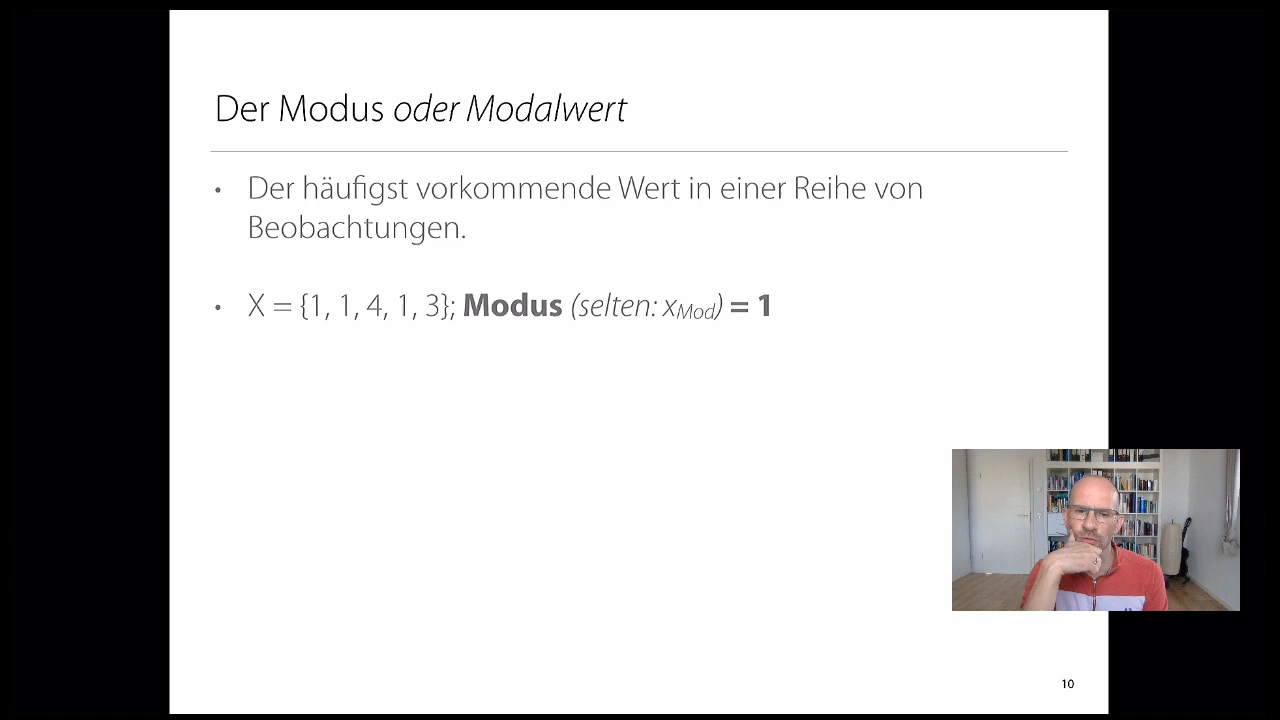 Der Modus oder Modalwert
• Der häufigst vorkommende Wert in einer Reihe von
Beobachtungen.
• X = {1, 1, 4, 1, 3}; Modus (selten: xMod) = 1
10